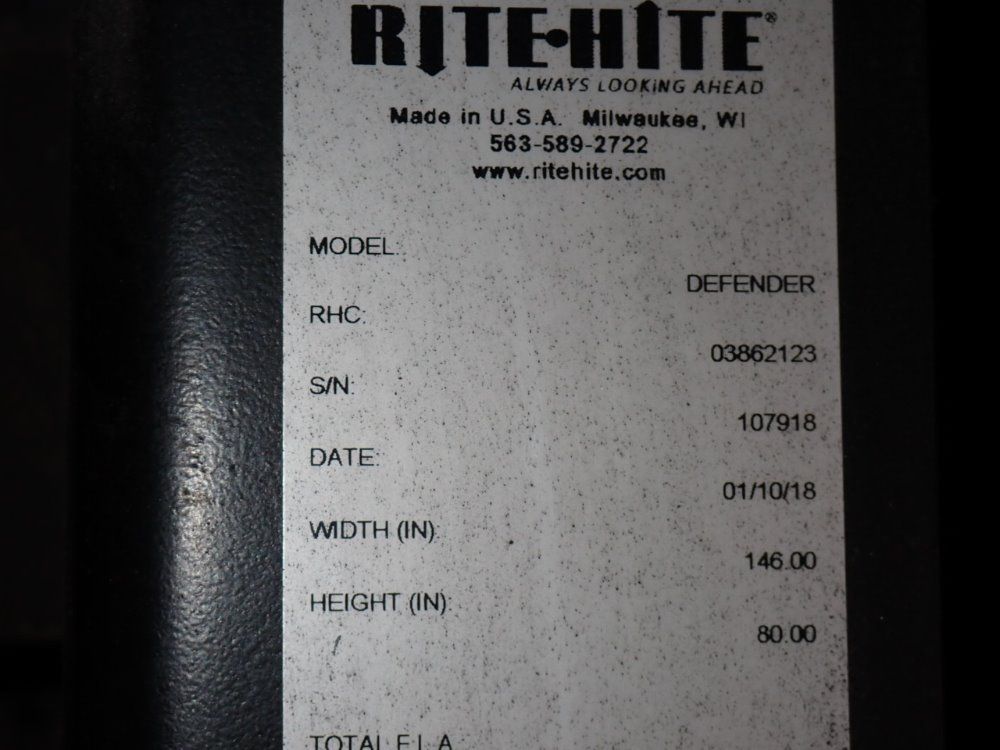 RITE•HITE®
ALWAYS LOOKING AHEAD
Made in U.S.A. Milwaukee, WI
563-589-2722
www.ritehite.com
MODEL:
DEFENDER
RHC:
03862123
S/N:
107918
DATE:
01/10/18
WIDTH (IN):
146.00
HEIGHT (IN):
80.00
TOTAL F.L.A.